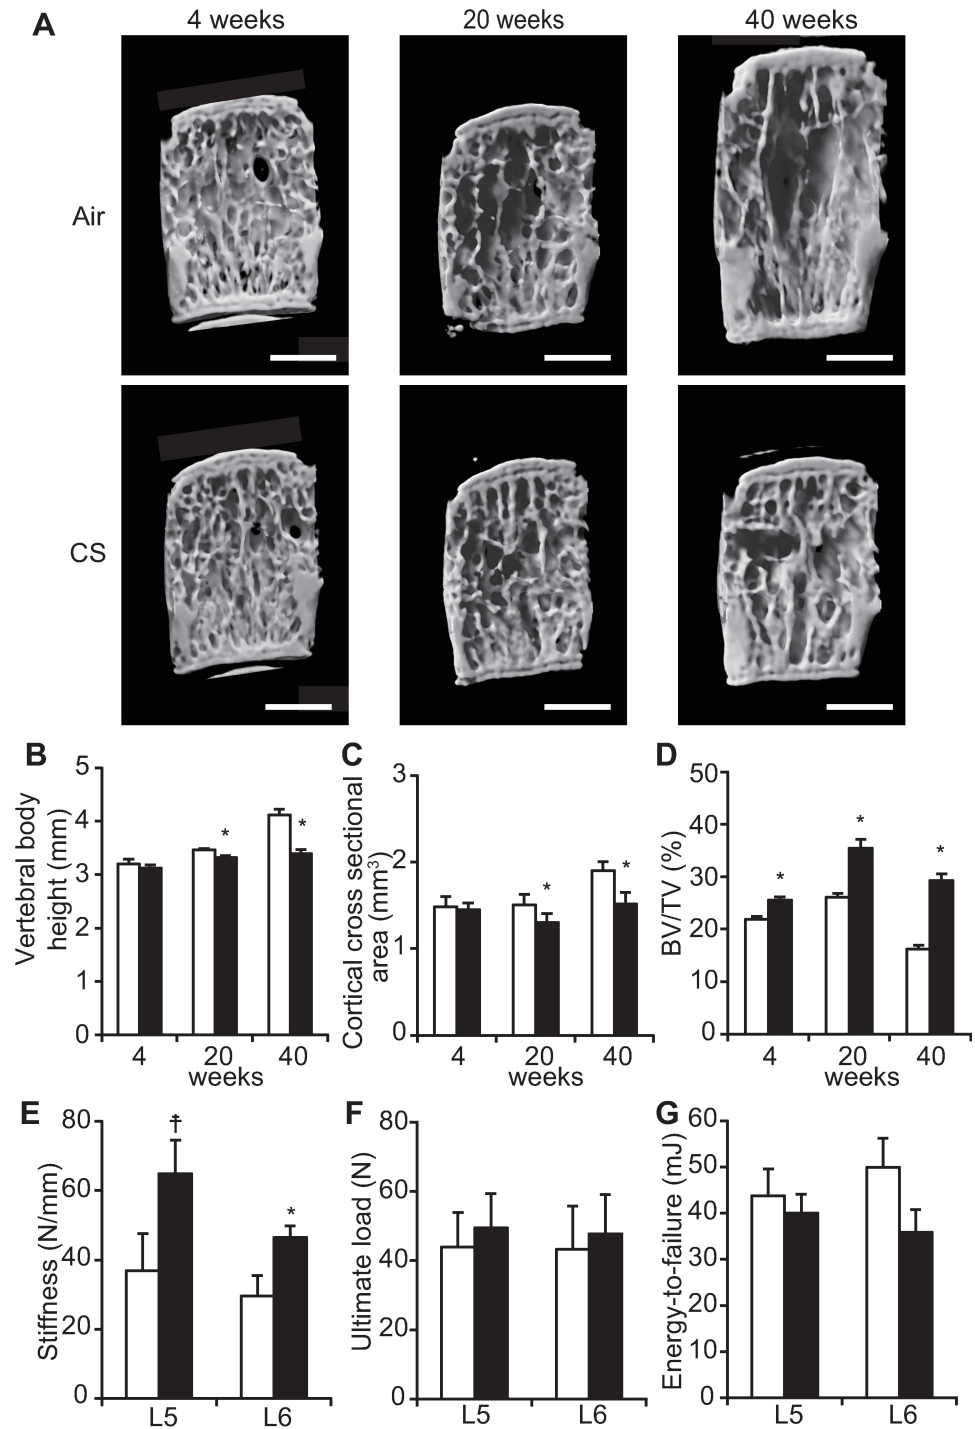 A
4 weeks
20 weeks
40 weeks
Air
CS
B
Vertebral body
height (mm)
5
4
3
2
1
0
*
*
4
20
40
weeks
C
Cortical cross sectional
area (mm³)
3
2
1
0
*
*
4
20
40
weeks
D
BV/TV (%)
50
40
30
20
10
0
*
*
*
4
20
40
weeks
E
Stiffness (N/mm)
80
60
40
20
0
†
*
L5
L6
F
Ultimate load (N)
80
60
40
20
0
L5
L6
G
Energy-to-failure (mJ)
60
50
40
30
20
10
0
L5
L6